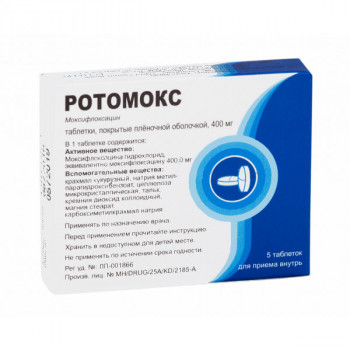 РОТОМОКС
Моксифлоксацин
таблетки, покрытые плёночной оболочкой, 400 мг
В 1 таблетке содержится:
Активное вещество:
Моксифлоксацина гидрохлорид,
эквивалентно моксифлоксацину 400.0 мг
Вспомогательные вещества:
крахмал кукурузный, натрия метил-
парагидроксибензоат, целлюлоза
микрокристаллическая, тальк,
кремния диоксид коллоидный,
магния стеарат,
карбоксиметилкрахмал натрия
Применять по назначению врача.
Перед применением прочитайте инструкцию
Хранить в недоступном для детей месте.
Не применять по истечении срока годности.
Рег уд. №: ЛП-001866
Произв. лиц. № MH/DRUG/25A/KD/2185-A
5 таблеток
для приема внутрь